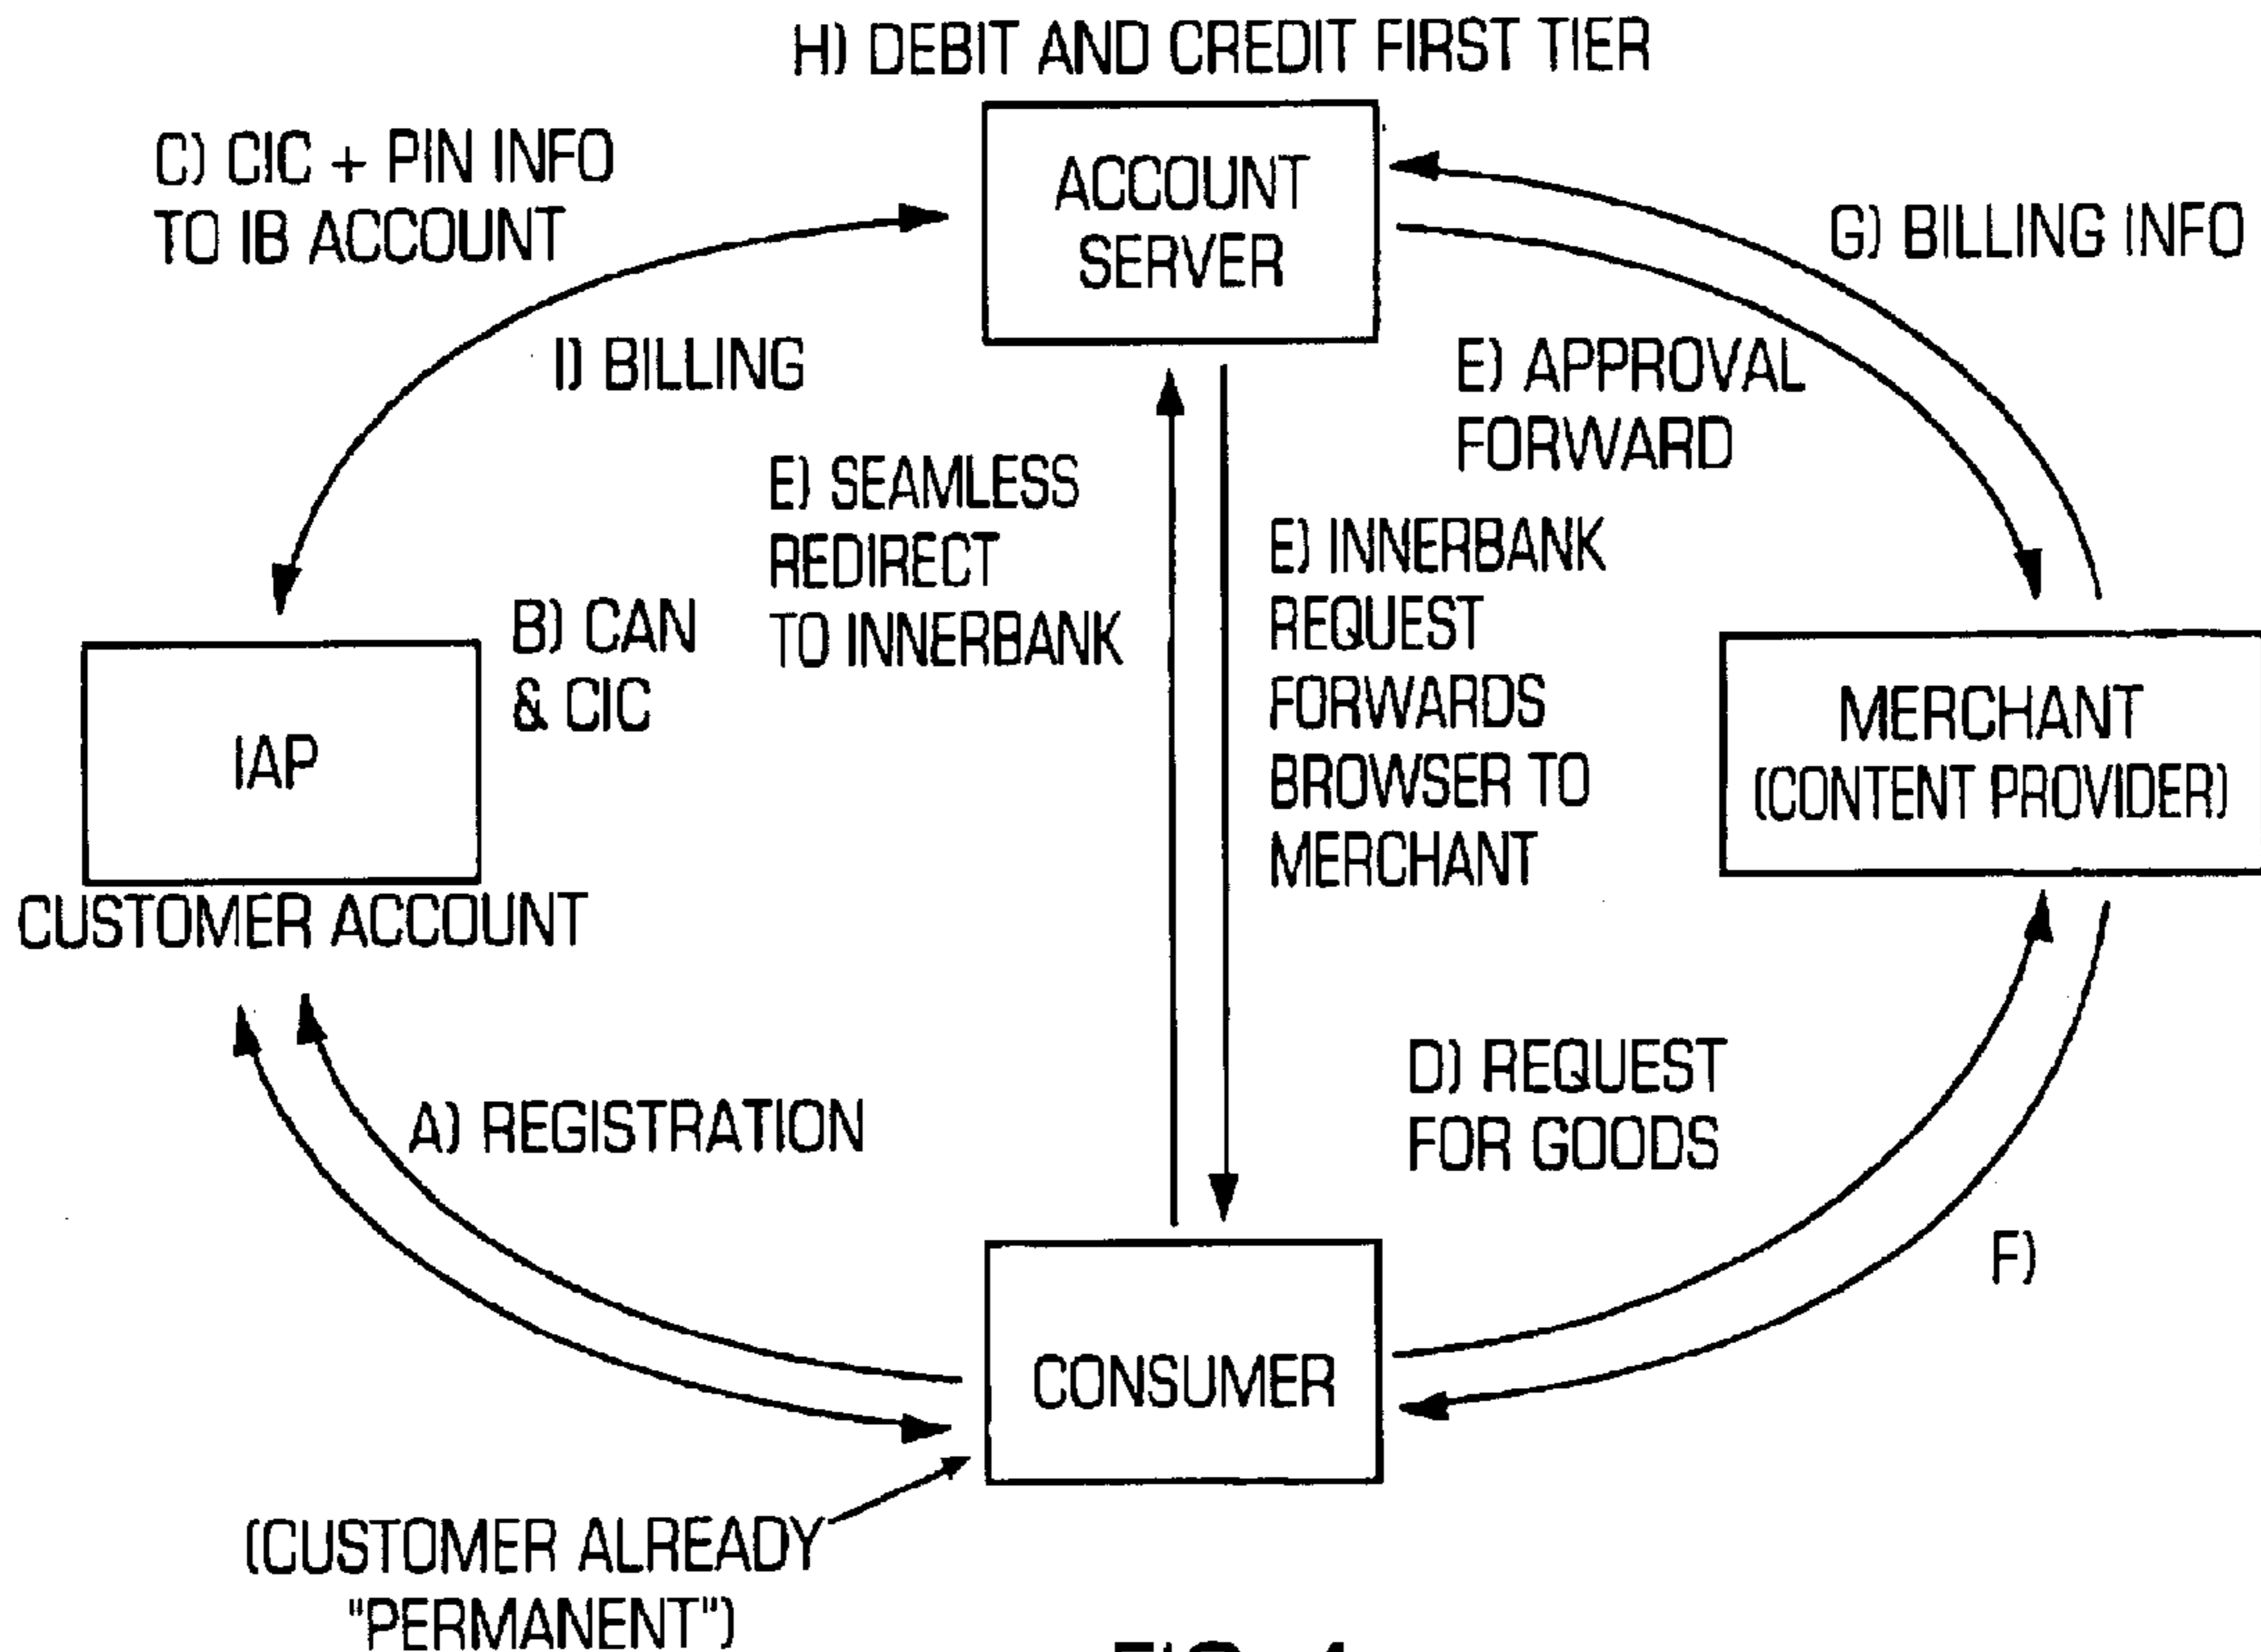 H) DEBIT AND CREDIT FIRST TIER
C) CIC + PIN INFO
TO IB ACCOUNT
ACCOUNT
SERVER
G) BILLING INFO
I) BILLING
E) APPROVAL
FORWARD
E) SEAMLESS
REDIRECT
TO INNERBANK
E) INNERBANK
REQUEST
FORWARDS
BROWSER TO
MERCHANT
B) CAN
& CIC
IAP
CUSTOMER ACCOUNT
MERCHANT
(CONTENT PROVIDER)
A) REGISTRATION
D) REQUEST
FOR GOODS
F)
CONSUMER
(CUSTOMER ALREADY
"PERMANENT")